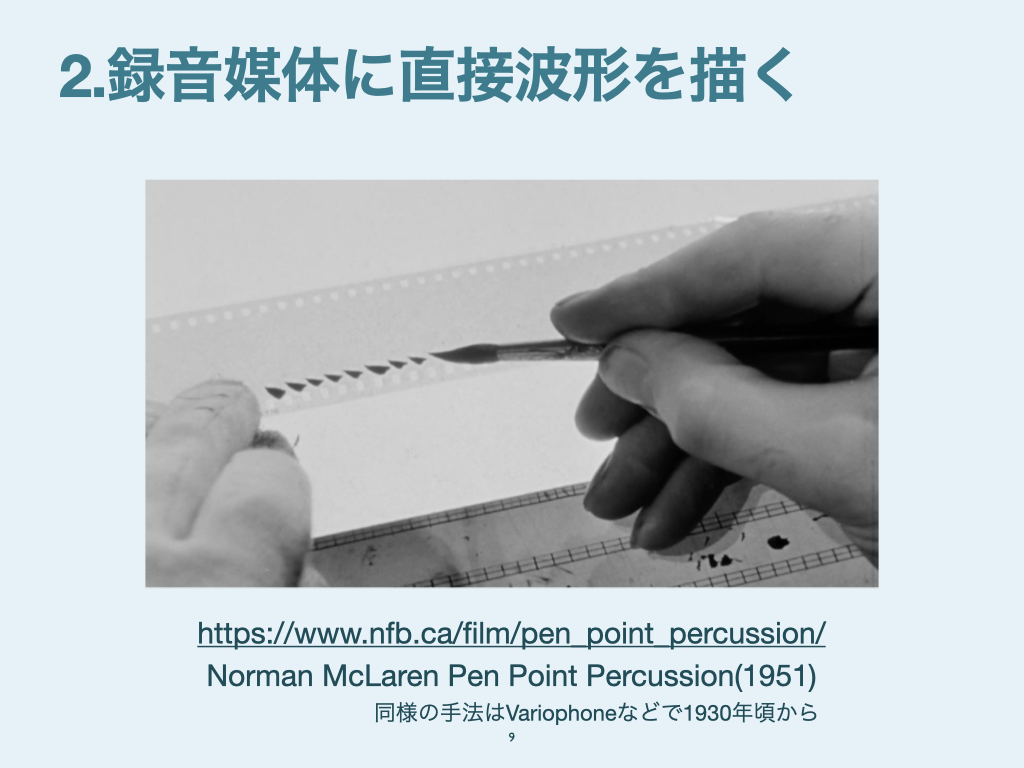 2.録音媒体に直接波形を描く
https://www.nfb.ca/film/pen_point_percussion/
Norman McLaren Pen Point Percussion(1951)
同様の手法はVariophoneなどで1930年頃から
9